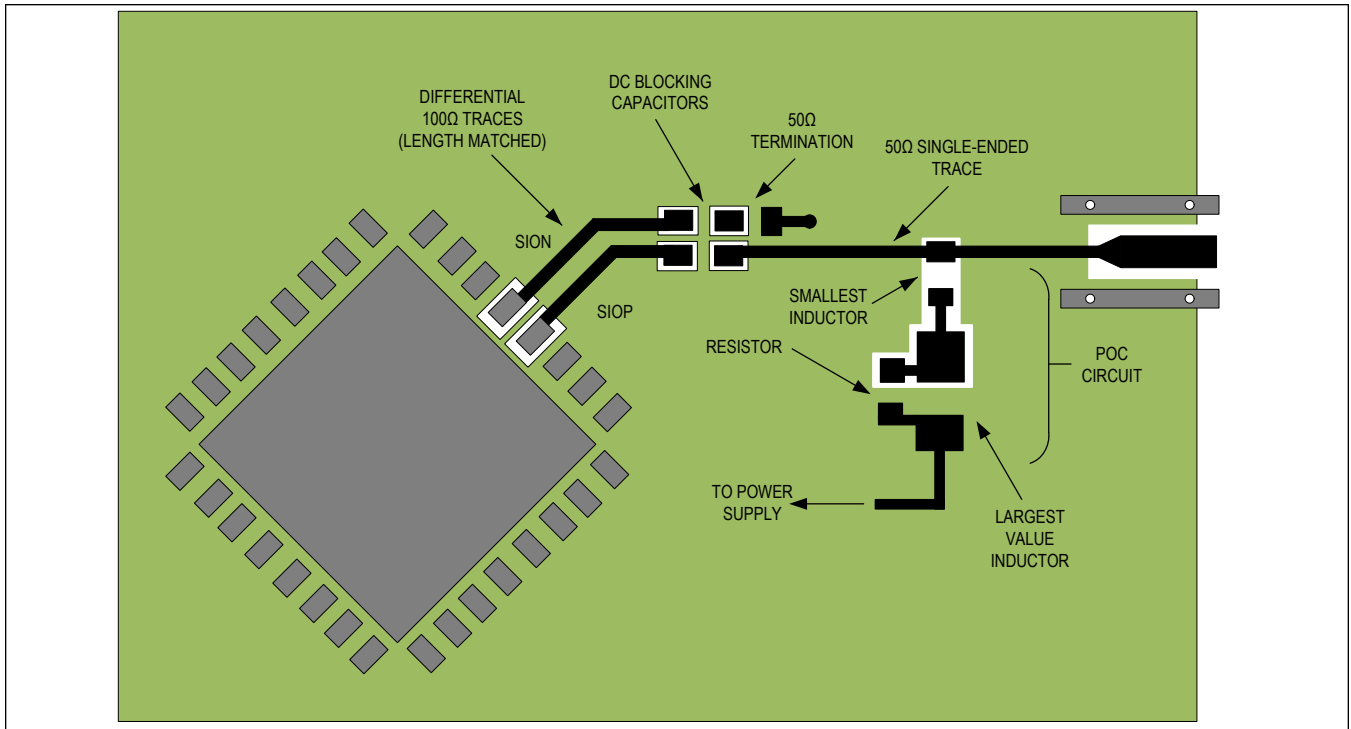 DIFFERENTIAL
100Ω TRACES
(LENGTH MATCHED)
DC BLOCKING
CAPACITORS
50Ω
TERMINATION
50Ω SINGLE-ENDED
TRACE
SION
SIOP
SMALLEST
INDUCTOR
RESISTOR
POC
CIRCUIT
TO POWER
SUPPLY
LARGEST
VALUE
INDUCTOR